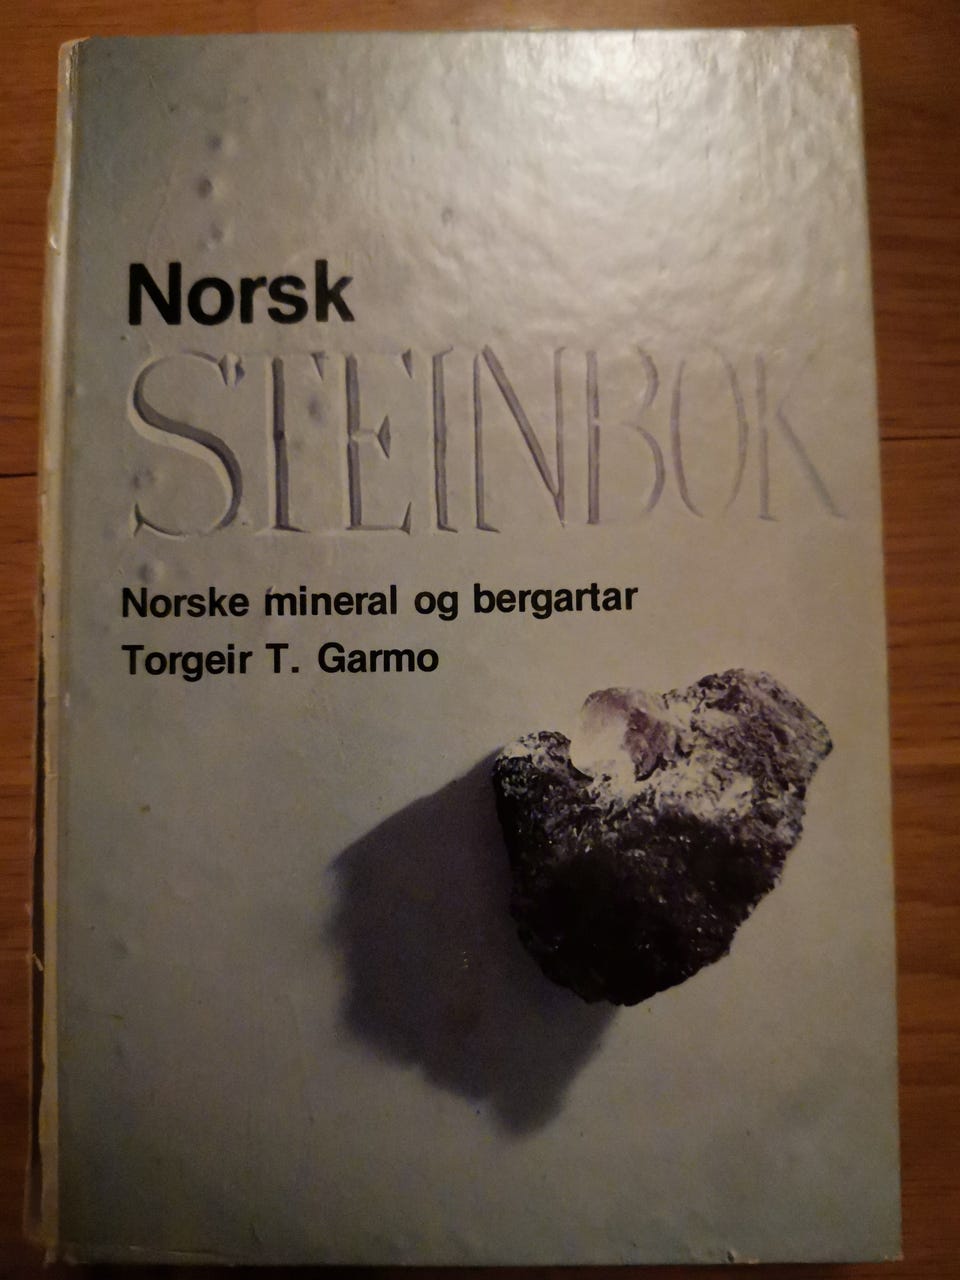 Norsk
STEINBOK
Norske mineral og bergartar
Torgeir T. Garmo